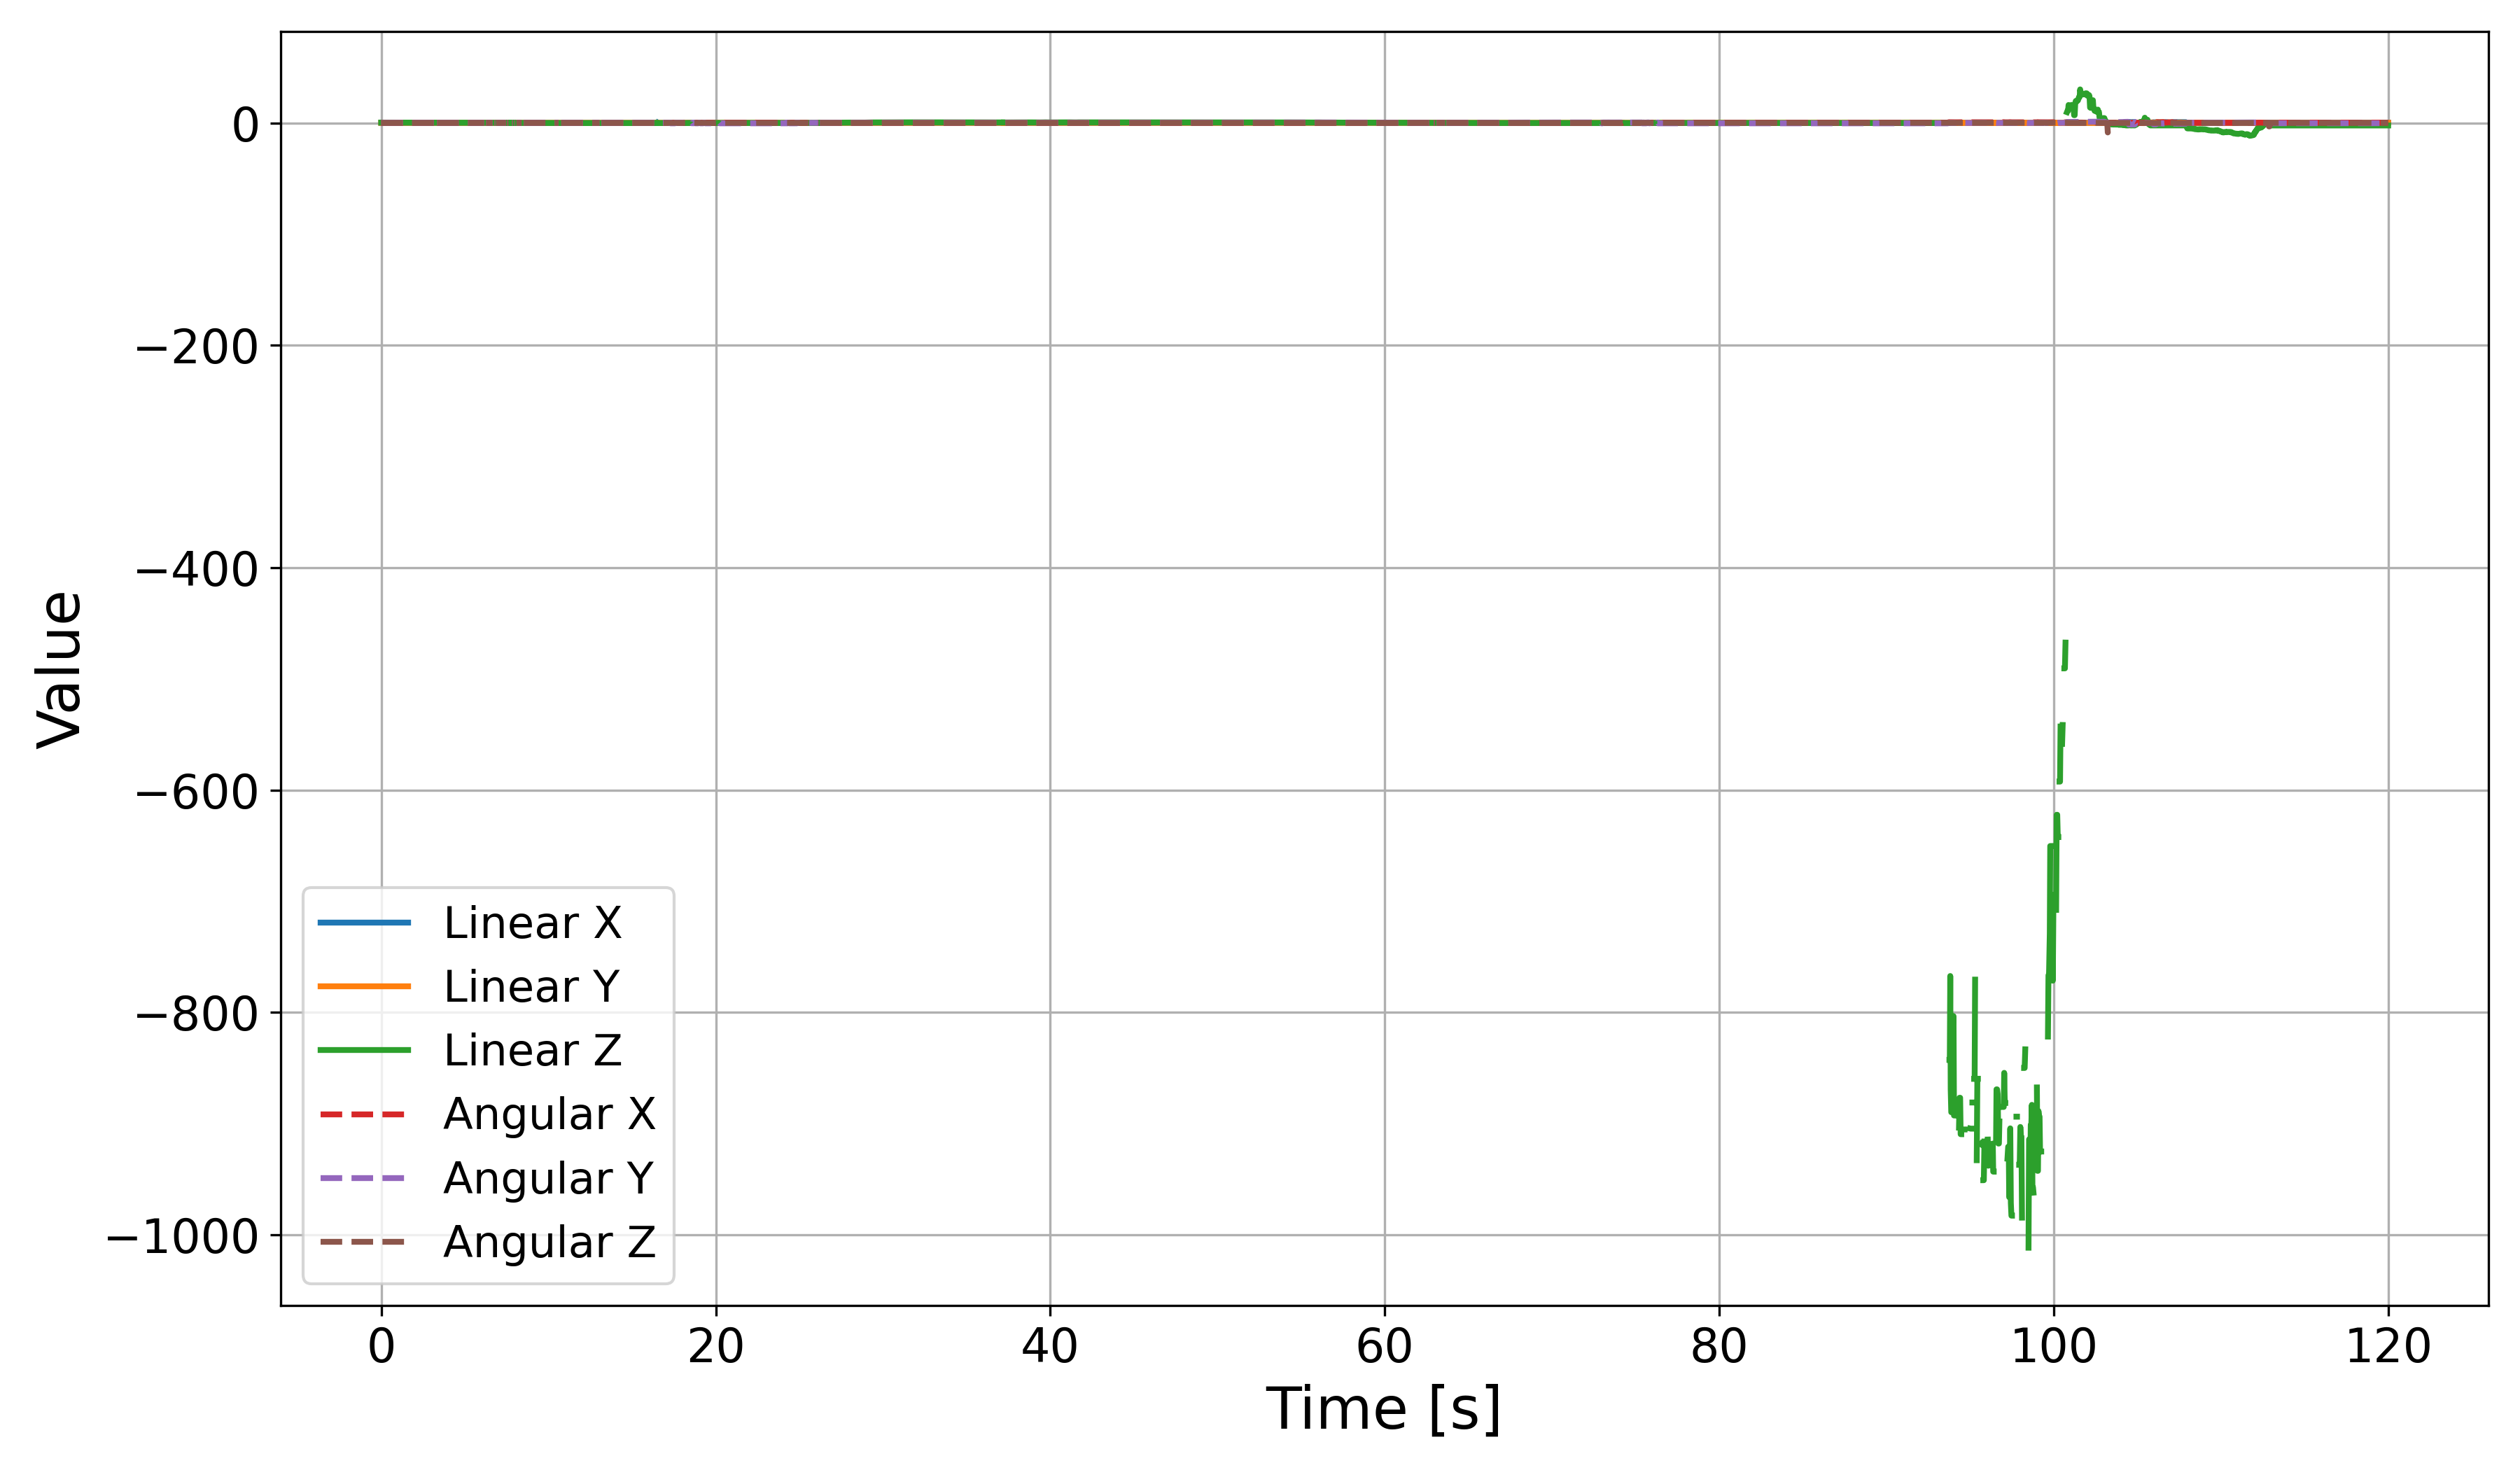 0
−200
−400
−600
−800
−1000
Value
Linear X
Linear Y
Linear Z
Angular X
Angular Y
Angular Z
0 20 40 60 80 100 120
Time [s]